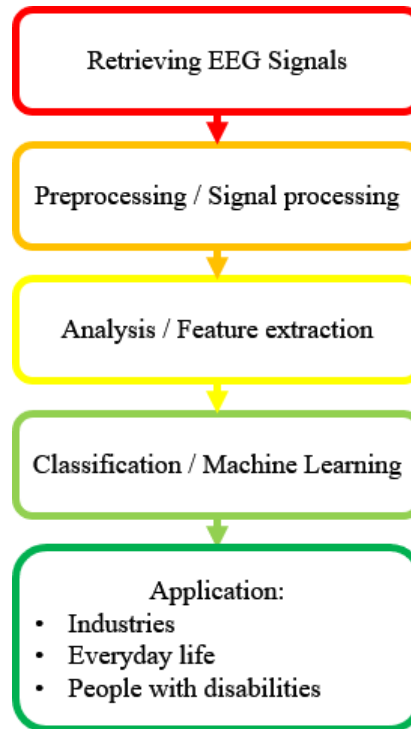 Retrieving EEG Signals
Preprocessing / Signal processing
Analysis / Feature extraction
Classification / Machine Learning
Application:
• Industries
• Everyday life
• People with disabilities